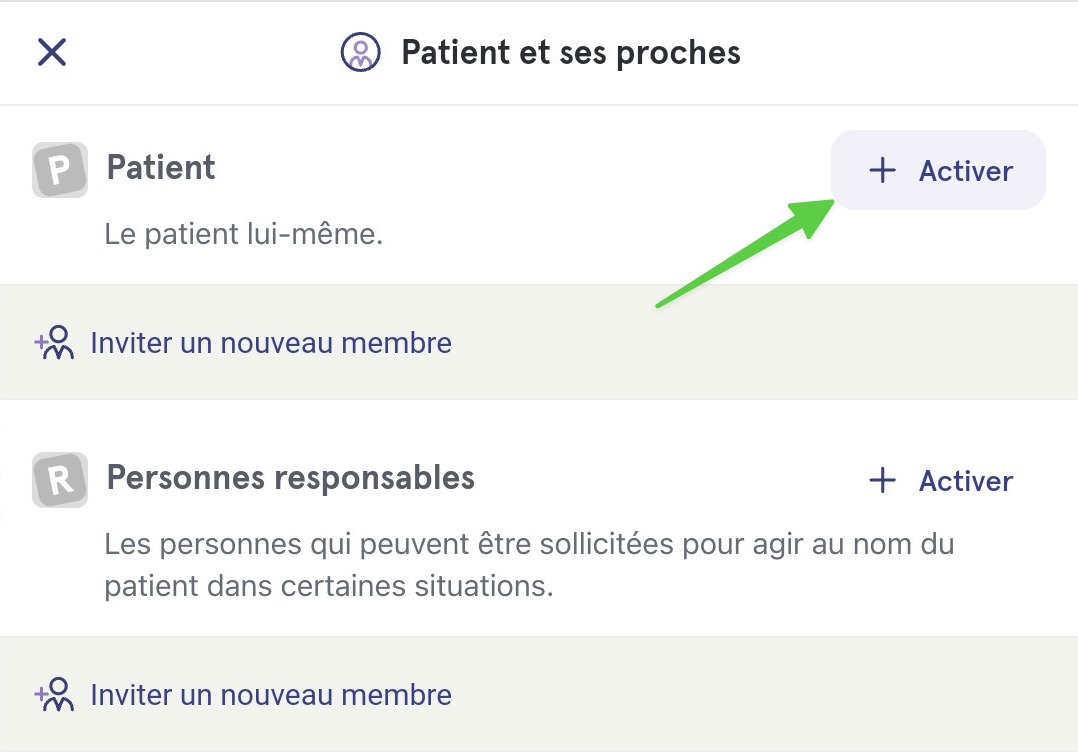 Patient et ses proches
P Patient
+ Activer
Le patient lui-même.
Inviter un nouveau membre
R Personnes responsables
+ Activer
Les personnes qui peuvent être sollicitées pour agir au nom du
patient dans certaines situations.
Inviter un nouveau membre